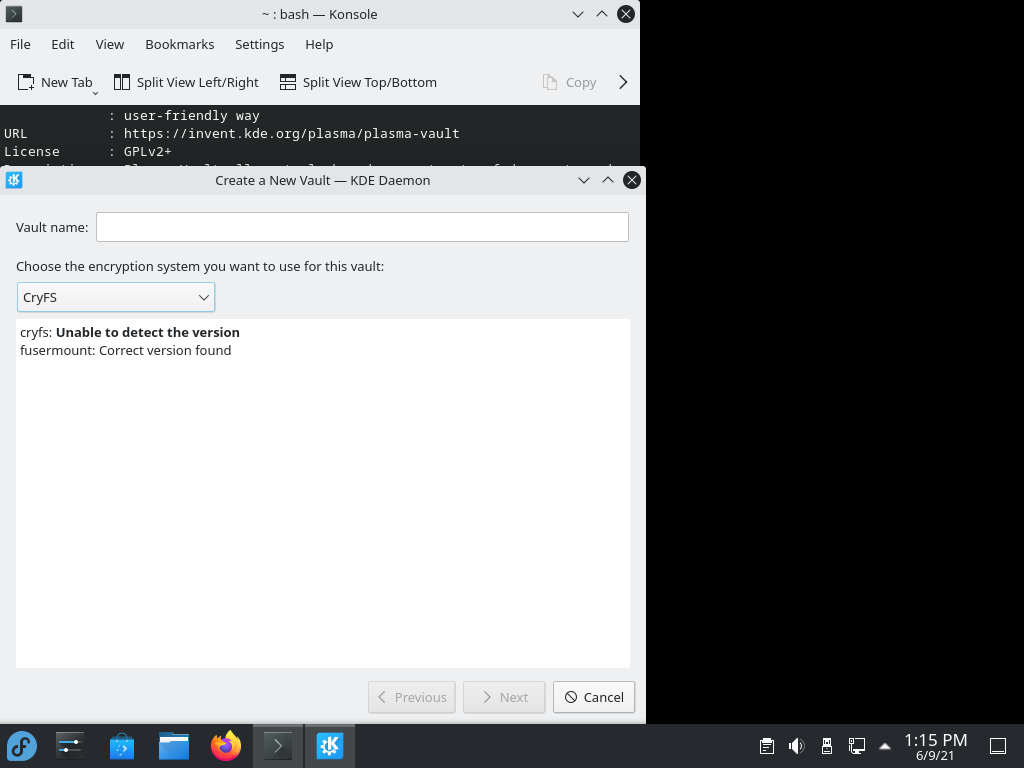 ~ : bash — Konsole
File Edit View Bookmarks Settings Help
New Tab Split View Left/Right Split View Top/Bottom Copy
: user-friendly way
URL : https://invent.kde.org/plasma/plasma-vault
License : GPLv2+
Create a New Vault — KDE Daemon
Vault name:
Choose the encryption system you want to use for this vault:
CryFS
cryfs: Unable to detect the version
fusermount: Correct version found
Previous Next Cancel
1:15 PM
6/9/21